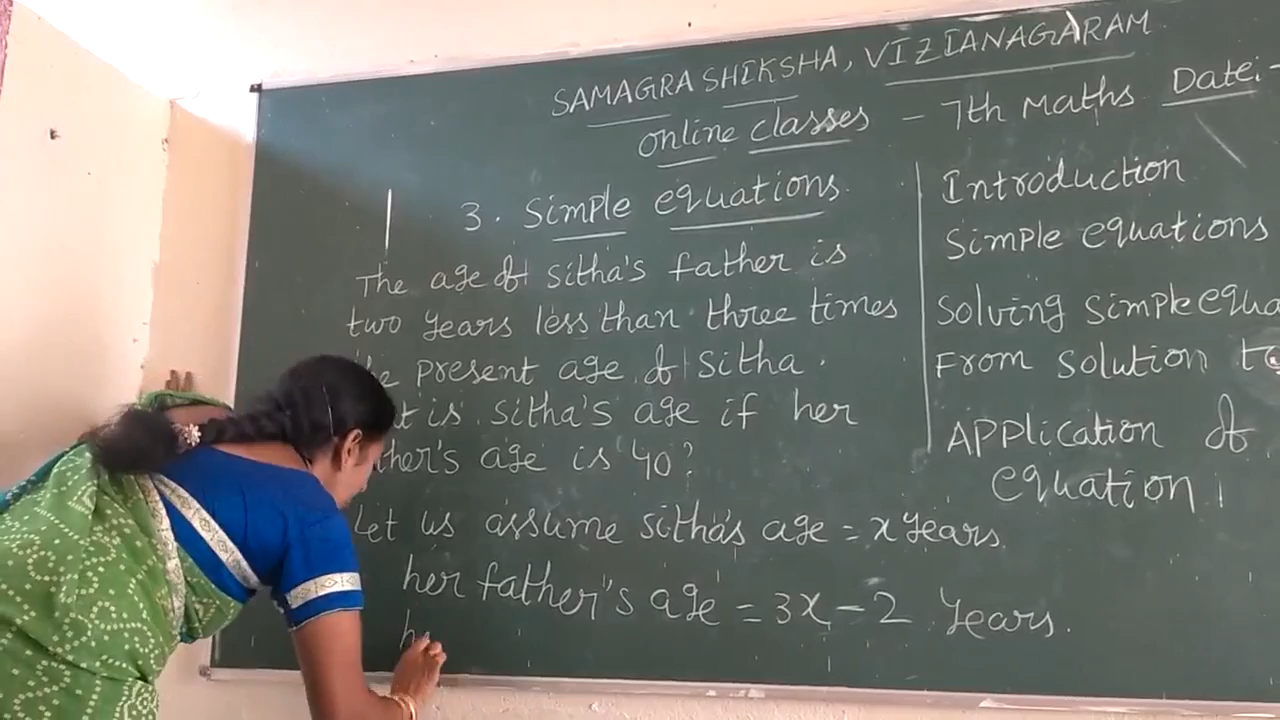 SAMAGRA SHIKSHA, VIZIANAGARAM
online classes - 7th Maths Date:-
3. Simple equations
The age of sitha's father is
two years less than three times
present age of sitha.
is sitha's age if her
age is 40?
Let us assume sitha's age = x years.
her father's age = 3x - 2 years.
h
Introduction
Simple equations
Solving simple equa
From solution to
Application of
equation